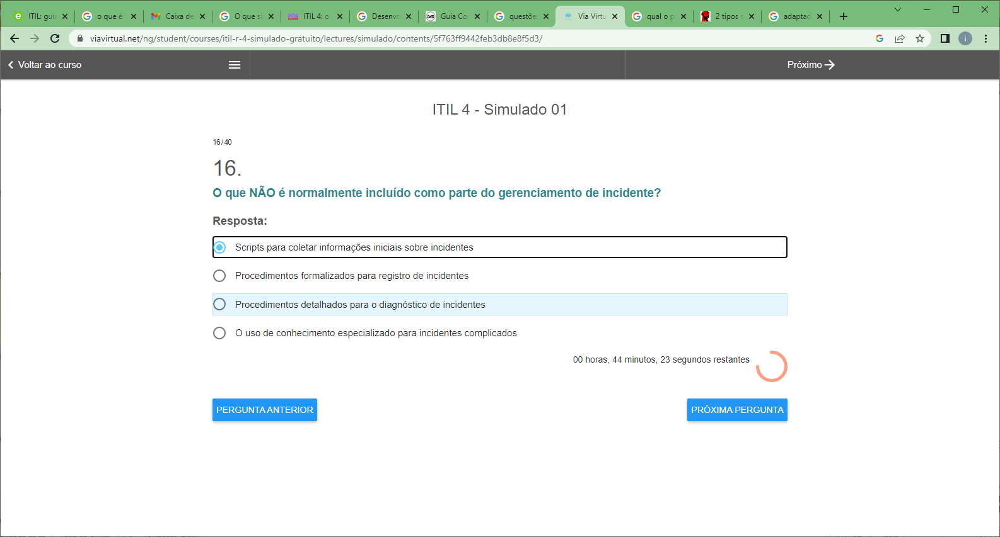 ITIL: guia
o que é
Caixa de
O que sã
PÓS PUCPR ITIL 4: o
Desenvo
Guia Co
questõe
Via Virtu
qual o p
2 tipos
adaptad
viavirtual.net/ng/student/courses/itil-r-4-simulado-gratuito/lectures/simulado/contents/5f763ff9442feb3db8e8f5d3/
i
Voltar ao curso
Próximo
ITIL 4 - Simulado 01
16/40
16.
O que NÃO é normalmente incluído como parte do gerenciamento de incidente?
Resposta:
Scripts para coletar informações iniciais sobre incidentes
Procedimentos formalizados para registro de incidentes
Procedimentos detalhados para o diagnóstico de incidentes
O uso de conhecimento especializado para incidentes complicados
00 horas, 44 minutos, 23 segundos restantes
PERGUNTA ANTERIOR
PRÓXIMA PERGUNTA